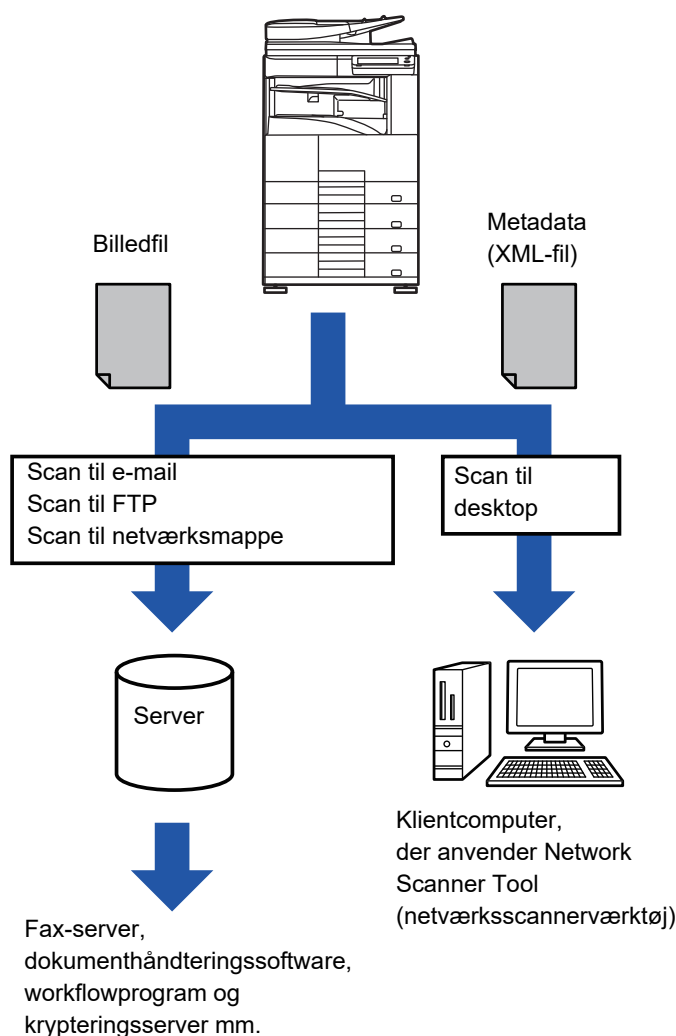 Billedfil
Metadata
(XML-fil)
Scan til e-mail
Scan til FTP
Scan til netværksmappe
Scan til
desktop
Server
Klientcomputer,
der anvender Network
Scanner Tool
(netværksscannerværktøj)
Fax-server,
dokumenthåndteringssoftware,
workflowprogram og
krypteringsserver mm.